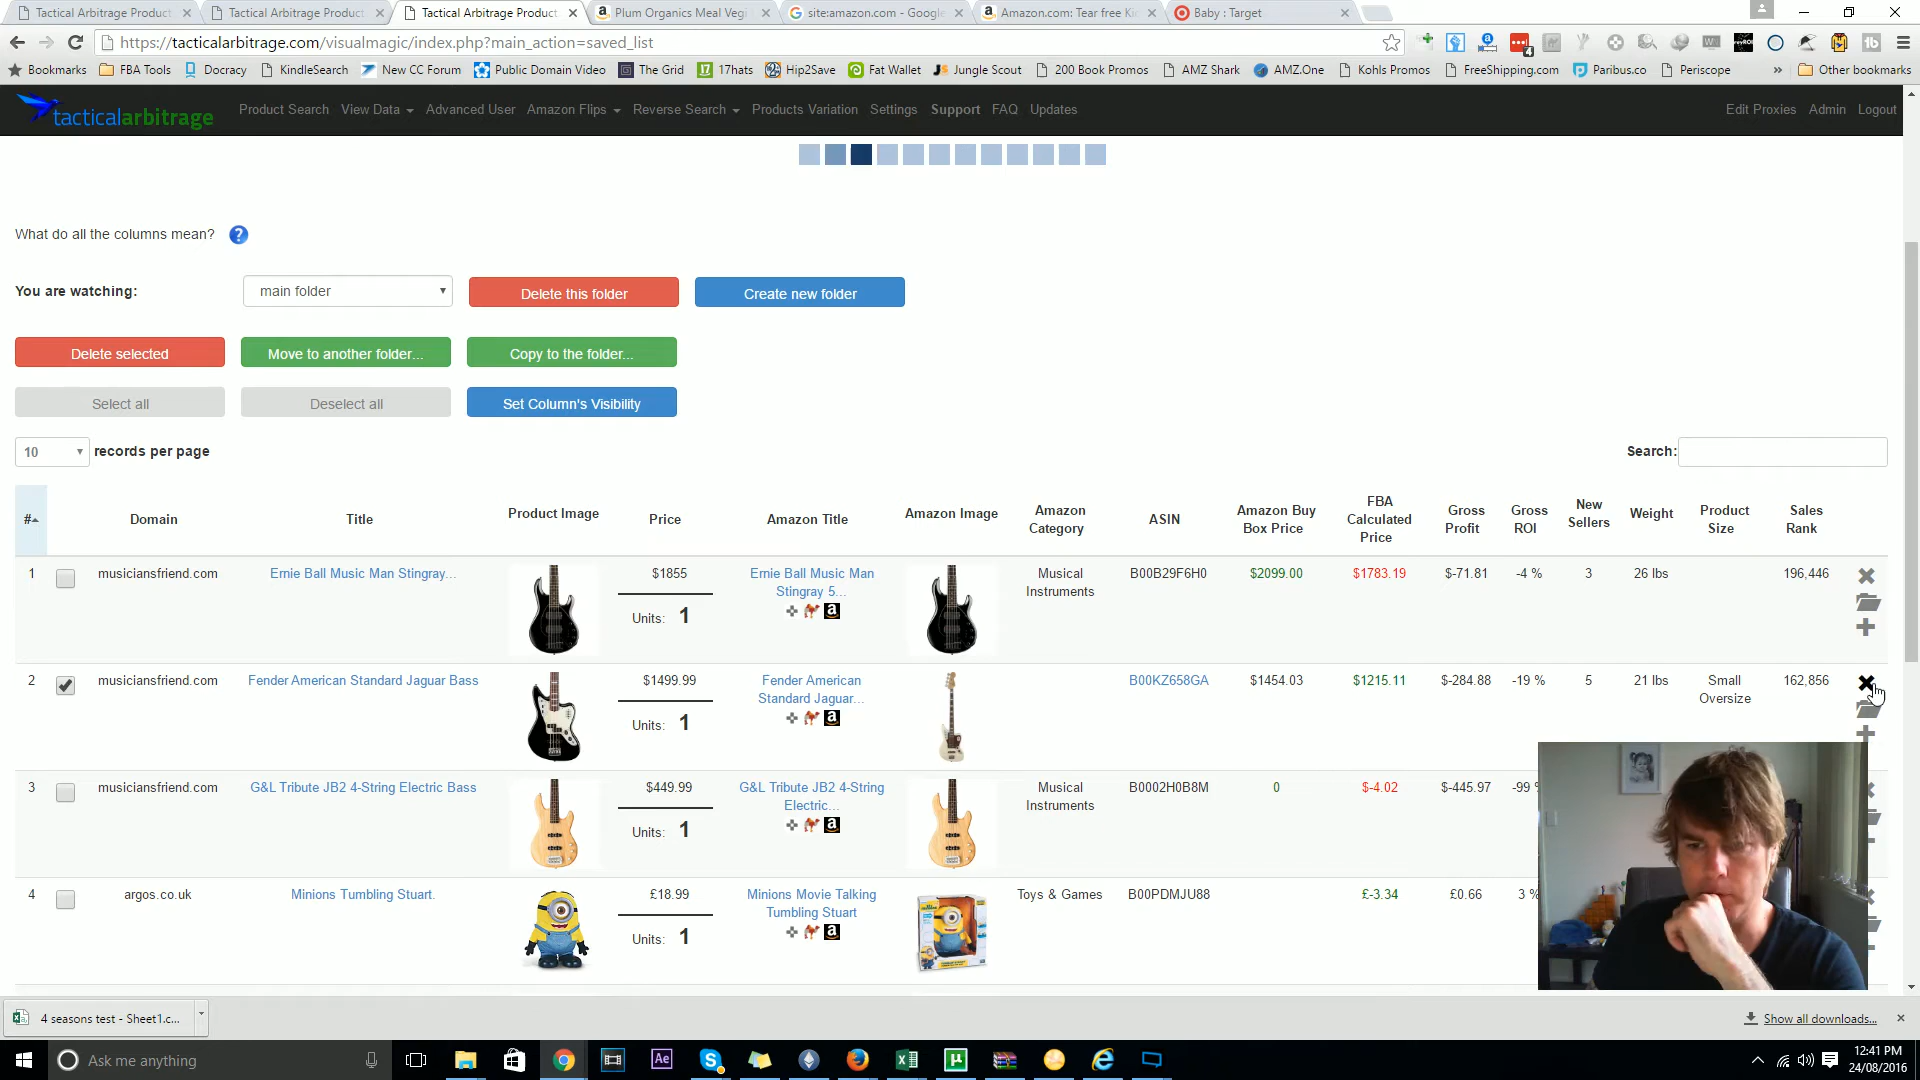 Tactical Arbitrage Product
Tactical Arbitrage Product
Tactical Arbitrage Product
Plum Organics Meal Vegi
site:amazon.com - Google
Amazon.com: Tear free Ki
Baby : Target
https://tacticalarbitrage.com/visualmagic/index.php?main_action=saved_list
4
Bookmarks
FBA Tools
Docracy
KindleSearch
New CC Forum
Public Domain Video
The Grid
17hats
Hip2Save
Fat Wallet
Jungle Scout
200 Book Promos
AMZ Shark
AMZ.One
Kohls Promos
FreeShipping.com
Paribus.co
Periscope
»
Other bookmarks
tacticalarbitrage
Product Search
View Data
Advanced User
Amazon Flips
Reverse Search
Products Variation
Settings
Support
FAQ
Updates
Edit Proxies
Admin
Logout
What do all the columns mean? ?
You are watching:
main folder
Delete this folder
Create new folder
Delete selected
Move to another folder...
Copy to the folder...
Select all
Deselect all
Set Column's Visibility
10
records per page
Search:
#
Domain
Title
Product Image
Price
Amazon Title
Amazon Image
Amazon
Category
ASIN
Amazon Buy
Box Price
FBA
Calculated
Price
Gross
Profit
Gross
ROI
New
Sellers
Weight
Product
Size
Sales
Rank
1
musiciansfriend.com
Ernie Ball Music Man Stingray...
$1855
Units: 1
Ernie Ball Music Man
Stingray 5...
Musical
Instruments
B00B29F6H0
$2099.00
$1783.19
$-71.81
-4 %
3
26 lbs
196,446
2
musiciansfriend.com
Fender American Standard Jaguar Bass
$1499.99
Units: 1
Fender American
Standard Jaguar...
B00KZ658GA
$1454.03
$1215.11
$-284.88
-19 %
5
21 lbs
Small
Oversize
162,856
3
musiciansfriend.com
G&L Tribute JB2 4-String Electric Bass
$449.99
Units: 1
G&L Tribute JB2 4-String
Electric...
Musical
Instruments
B0002H0B8M
0
$-4.02
$-445.97
-99
4
argos.co.uk
Minions Tumbling Stuart.
£18.99
Units: 1
Minions Movie Talking
Tumbling Stuart
Toys & Games
B00PDMJU88
£-3.34
£0.66
3 %
4 seasons test - Sheet1.c...
Show all downloads...
Ask me anything
Ae
12:41 PM
24/08/2016